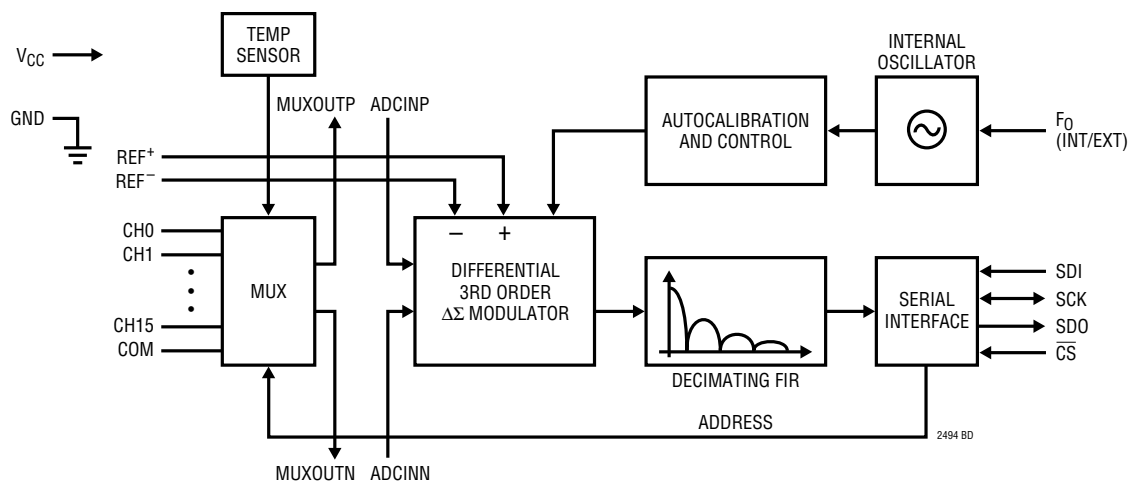 TEMP
SENSOR
VCC
GND
MUXOUTP
ADCINP
INTERNAL
OSCILLATOR
AUTOCALIBRATION
AND CONTROL
FO
(INT/EXT)
REF+
REF−
CH0
CH1
CH15
COM
MUX
− +
DIFFERENTIAL
3RD ORDER
ΔΣ MODULATOR
DECIMATING FIR
SERIAL
INTERFACE
SDI
SCK
SDO
C̅S̅
ADDRESS
2494 BD
MUXOUTN
ADCINN